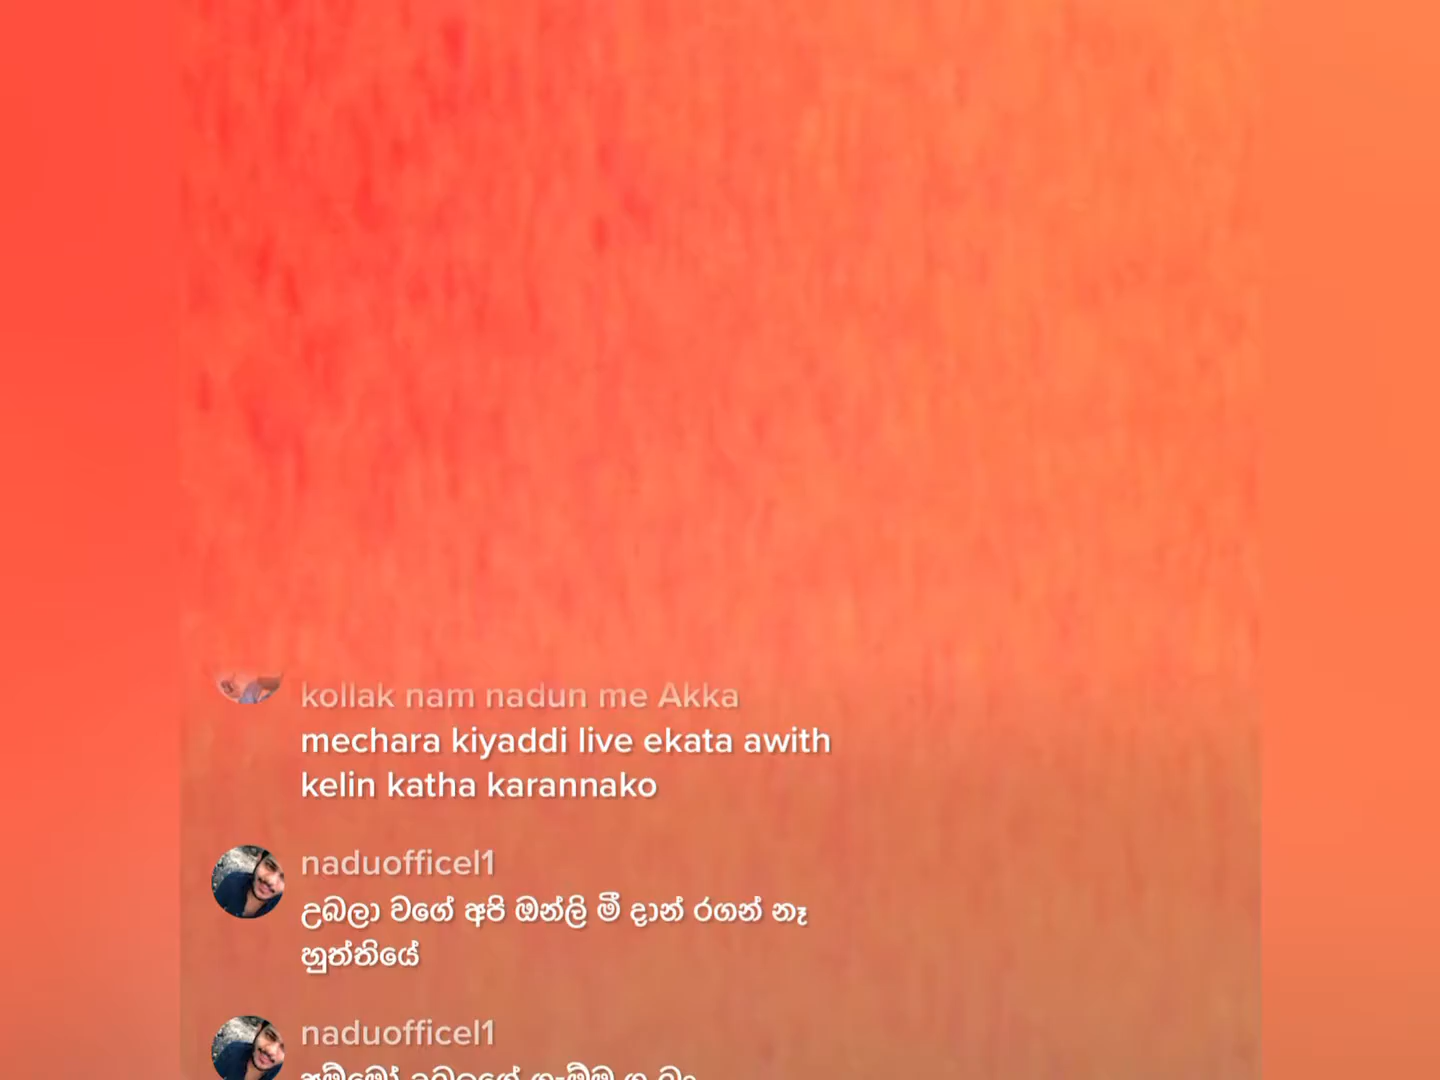 kollak nam nadun me Akka
mechara kiyaddi live ekata awith
kelin katha karannako
naduofficel1
උබලා වගේ අපි ඔන්ලි මී දාන් රගන් නෑ
හුත්තියේ
naduofficel1